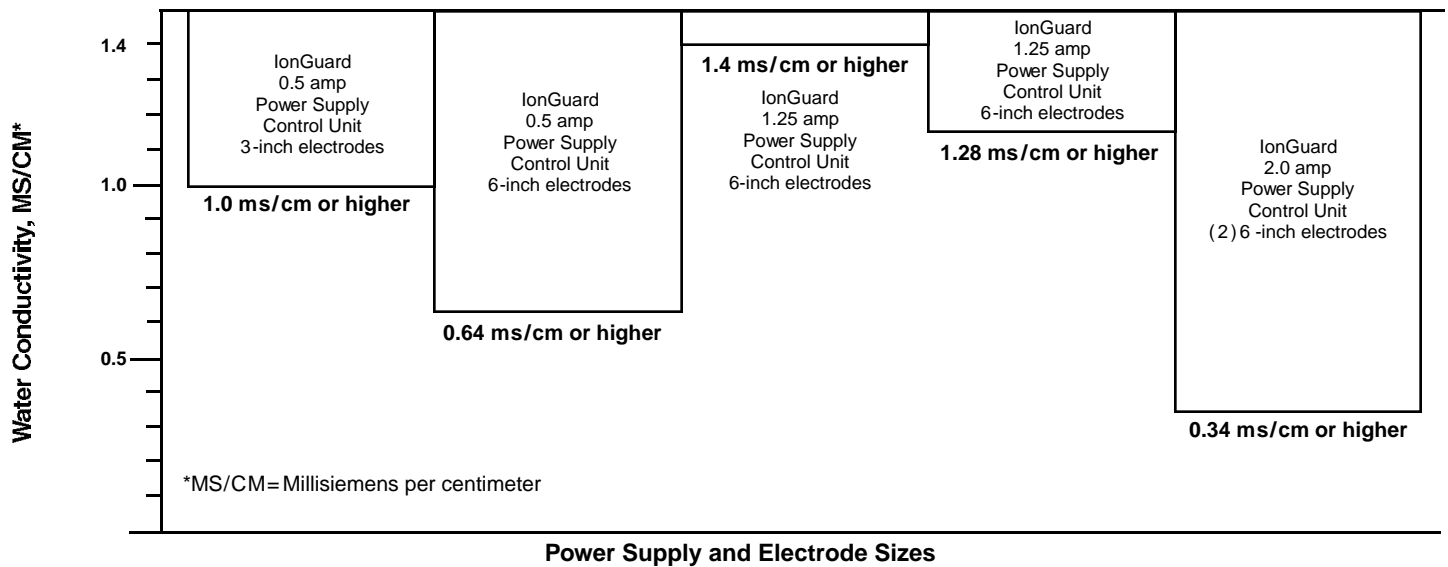 Water Conductivity, MS/CM*
1.4
1.0
0.5
IonGuard
0.5 amp
Power Supply
Control Unit
3-inch electrodes
1.0 ms/cm or higher
IonGuard
0.5 amp
Power Supply
Control Unit
6-inch electrodes
0.64 ms/cm or higher
1.4 ms/cm or higher
IonGuard
1.25 amp
Power Supply
Control Unit
6-inch electrodes
IonGuard
1.25 amp
Power Supply
Control Unit
6-inch electrodes
1.28 ms/cm or higher
IonGuard
2.0 amp
Power Supply
Control Unit
(2)6 -inch electrodes
0.34 ms/cm or higher
*MS/CM=Millisiemens per centimeter
Power Supply and Electrode Sizes